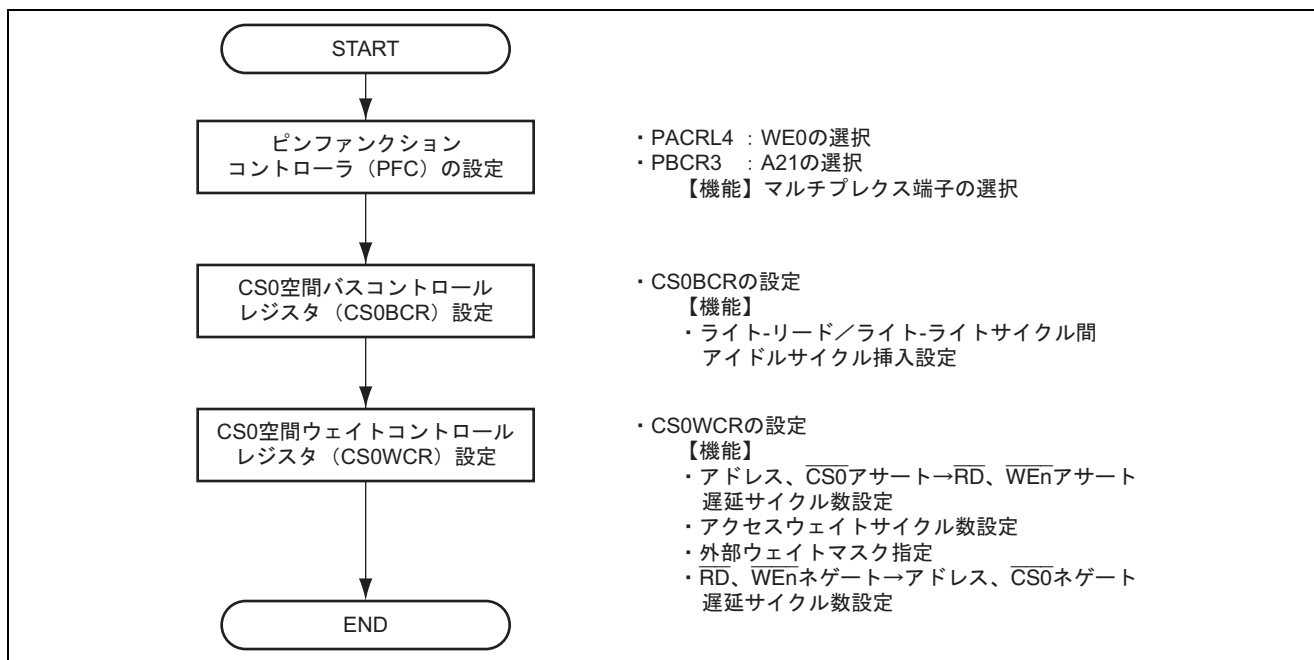 START
ピンファンクション
コントローラ（PFC）の設定
・PACRL4 ：WE0の選択
・PBCR3 ：A21の選択
【機能】マルチプレクス端子の選択
CS0空間バスコントロール
レジスタ（CS0BCR）設定
・CS0BCRの設定
【機能】
・ライト-リード／ライト-ライトサイクル間
アイドルサイクル挿入設定
CS0空間ウェイトコントロール
レジスタ（CS0WCR）設定
・CS0WCRの設定
【機能】
・アドレス、CS0アサート→RD、WEnアサート
遅延サイクル数設定
・アクセスウェイトサイクル数設定
・外部ウェイトマスク指定
・RD、WEnネゲート→アドレス、CS0ネゲート
遅延サイクル数設定
END